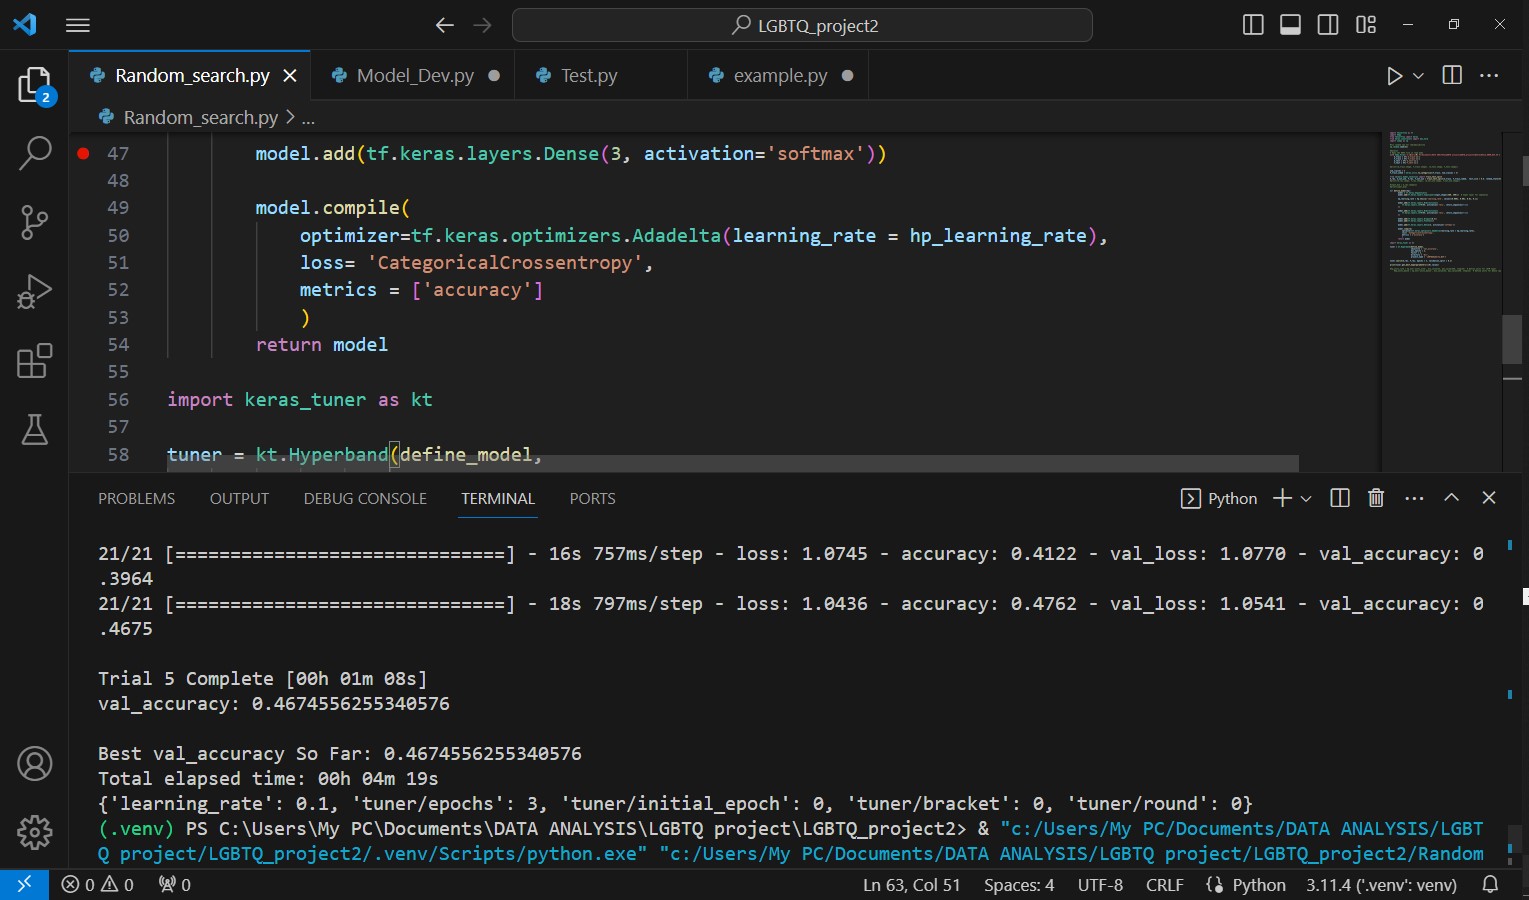 LGBTQ_project2
Random_search.py
Model_Dev.py
Test.py
example.py
2
Random_search.py > ...
47 model.add(tf.keras.layers.Dense(3, activation='softmax'))
48
49 model.compile(
50 optimizer=tf.keras.optimizers.Adadelta(learning_rate = hp_learning_rate),
51 loss= 'CategoricalCrossentropy',
52 metrics = ['accuracy']
53 )
54 return model
55
56 import keras_tuner as kt
57
58 tuner = kt.Hyperband(define_model,
PROBLEMS OUTPUT DEBUG CONSOLE TERMINAL PORTS
Python
21/21 [==============================] - 16s 757ms/step - loss: 1.0745 - accuracy: 0.4122 - val_loss: 1.0770 - val_accuracy: 0
.3964
21/21 [==============================] - 18s 797ms/step - loss: 1.0436 - accuracy: 0.4762 - val_loss: 1.0541 - val_accuracy: 0
.4675
Trial 5 Complete [00h 01m 08s]
val_accuracy: 0.4674556255340576
Best val_accuracy So Far: 0.4674556255340576
Total elapsed time: 00h 04m 19s
{'learning_rate': 0.1, 'tuner/epochs': 3, 'tuner/initial_epoch': 0, 'tuner/bracket': 0, 'tuner/round': 0}
(.venv) PS C:\Users\My PC\Documents\DATA ANALYSIS\LGBTQ project\LGBTQ_project2> & "c:/Users/My PC/Documents/DATA ANALYSIS/LGBT
Q project/LGBTQ_project2/.venv/Scripts/python.exe" "c:/Users/My PC/Documents/DATA ANALYSIS/LGBTQ project/LGBTQ_project2/Random
0 0 0 Ln 63, Col 51 Spaces: 4 UTF-8 CRLF Python 3.11.4 ('.venv': venv)